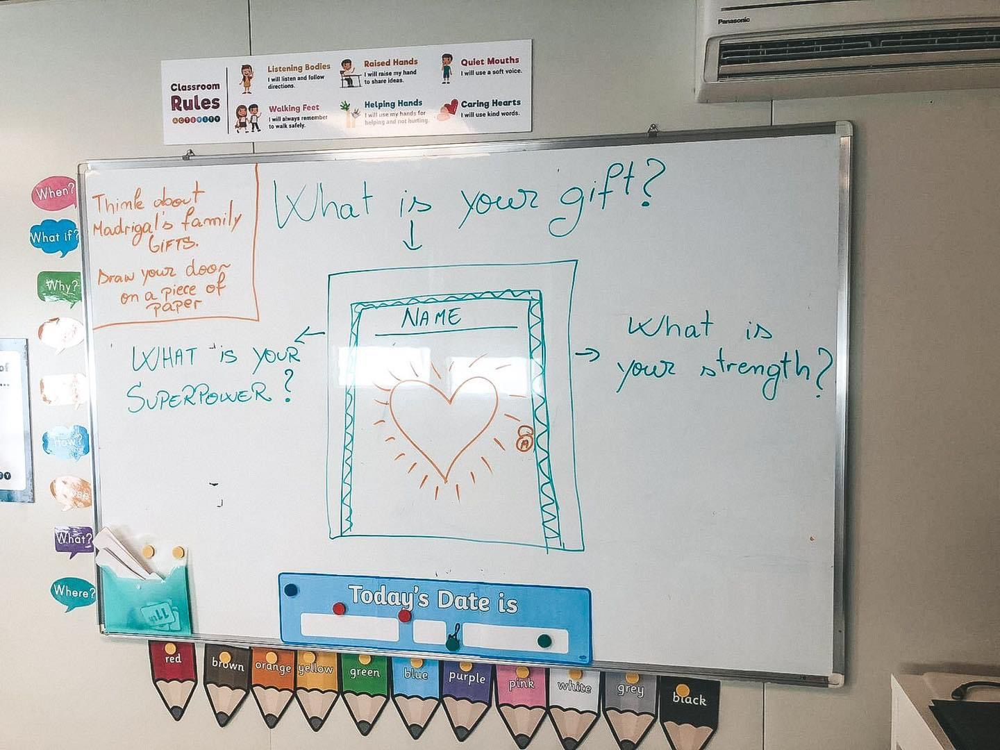 Panasonic
Classroom
Rules
ACTIVITY
Listening Bodies
I will listen and follow
directions.
Raised Hands
I will raise my hand
to share ideas.
Quiet Mouths
I will use a soft voice.
Walking Feet
I will always remember
to walk safely.
Helping Hands
I will use my hands for
helping and not hurting.
Caring Hearts
I will use kind words.
When?
What if?
Why?
How?
What?
Where?
Think about
Madrigal's family
GIFTS.
Draw your door
on a piece of
paper
What is your gift?
NAME
WHAT IS YOUR
SUPERPOWER?
What is
your strength?
of
...
11th
Today's Date is
red
brown
orange
yellow
green
blue
purple
pink
white
grey
black